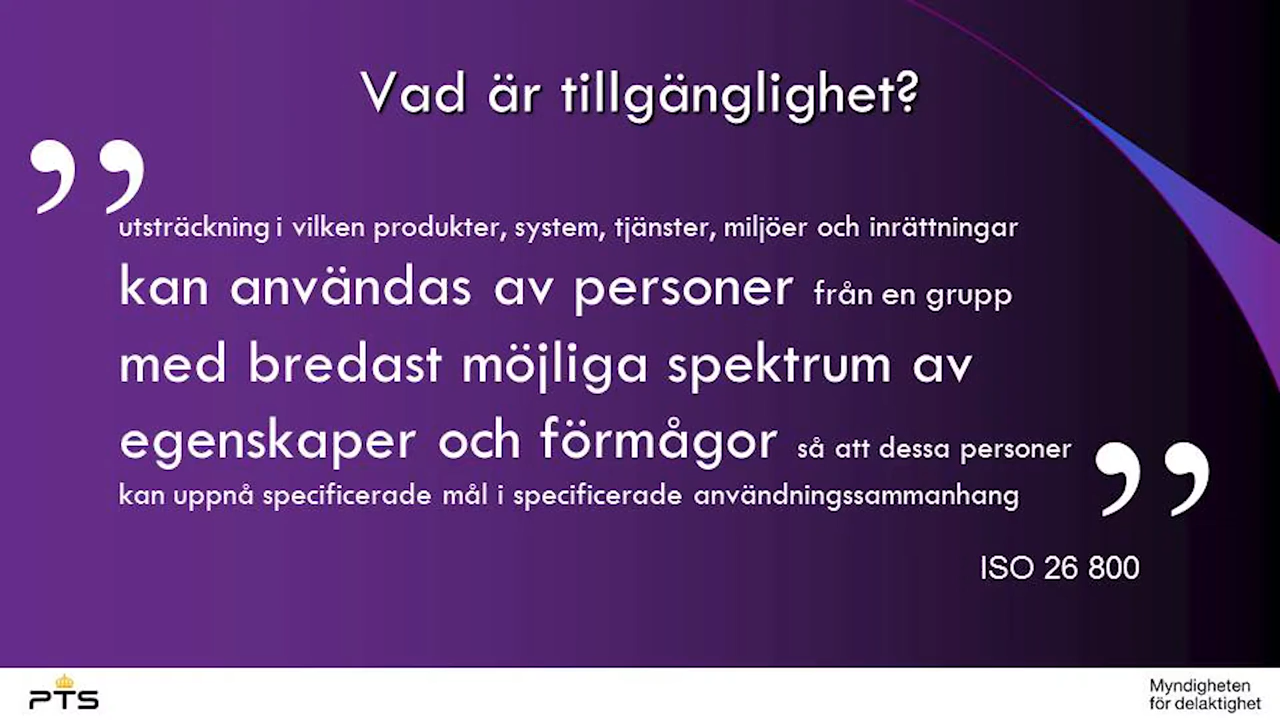 Vad är tillgänglighet?
”
utsträckning i vilken produkter, system, tjänster, miljöer och inrättningar
kan användas av personer från en grupp
med bredast möjliga spektrum av
egenskaper och förmågor så att dessa personer
kan uppnå specificerade mål i specificerade användningssammanhang
”
ISO 26 800
PTS
Myndigheten
för delaktighet